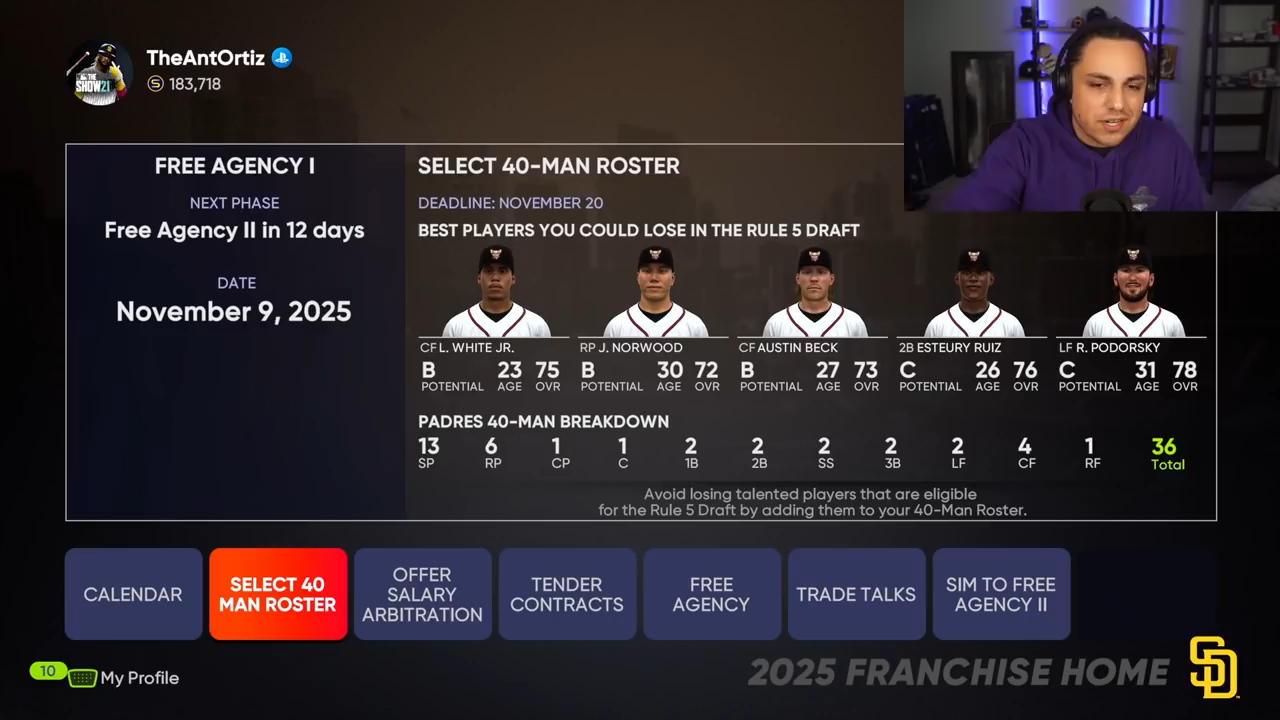 TheAntOrtiz
183,718
THE
SHOW21
FREE AGENCY I
NEXT PHASE
Free Agency II in 12 days
DATE
November 9, 2025
SELECT 40-MAN ROSTER
DEADLINE: NOVEMBER 20
BEST PLAYERS YOU COULD LOSE IN THE RULE 5 DRAFT
CF L. WHITE JR. RP J. NORWOOD CF AUSTIN BECK 2B ESTEURY RUIZ LF R. PODORSKY
B 23 75 B 30 72 B 27 73 C 26 76 C 31 78
POTENTIAL AGE OVR POTENTIAL AGE OVR POTENTIAL AGE OVR POTENTIAL AGE OVR POTENTIAL AGE OVR
PADRES 40-MAN BREAKDOWN
13 6 1 1 2 2 2 2 2 4 1 36
SP RP CP C 1B 2B SS 3B LF CF RF Total
Avoid losing talented players that are eligible
for the Rule 5 Draft by adding them to your 40-Man Roster.
CALENDAR
SELECT 40
MAN ROSTER
OFFER
SALARY
ARBITRATION
TENDER
CONTRACTS
FREE
AGENCY
TRADE TALKS
SIM TO FREE
AGENCY II
10
My Profile
2025 FRANCHISE HOME
SD